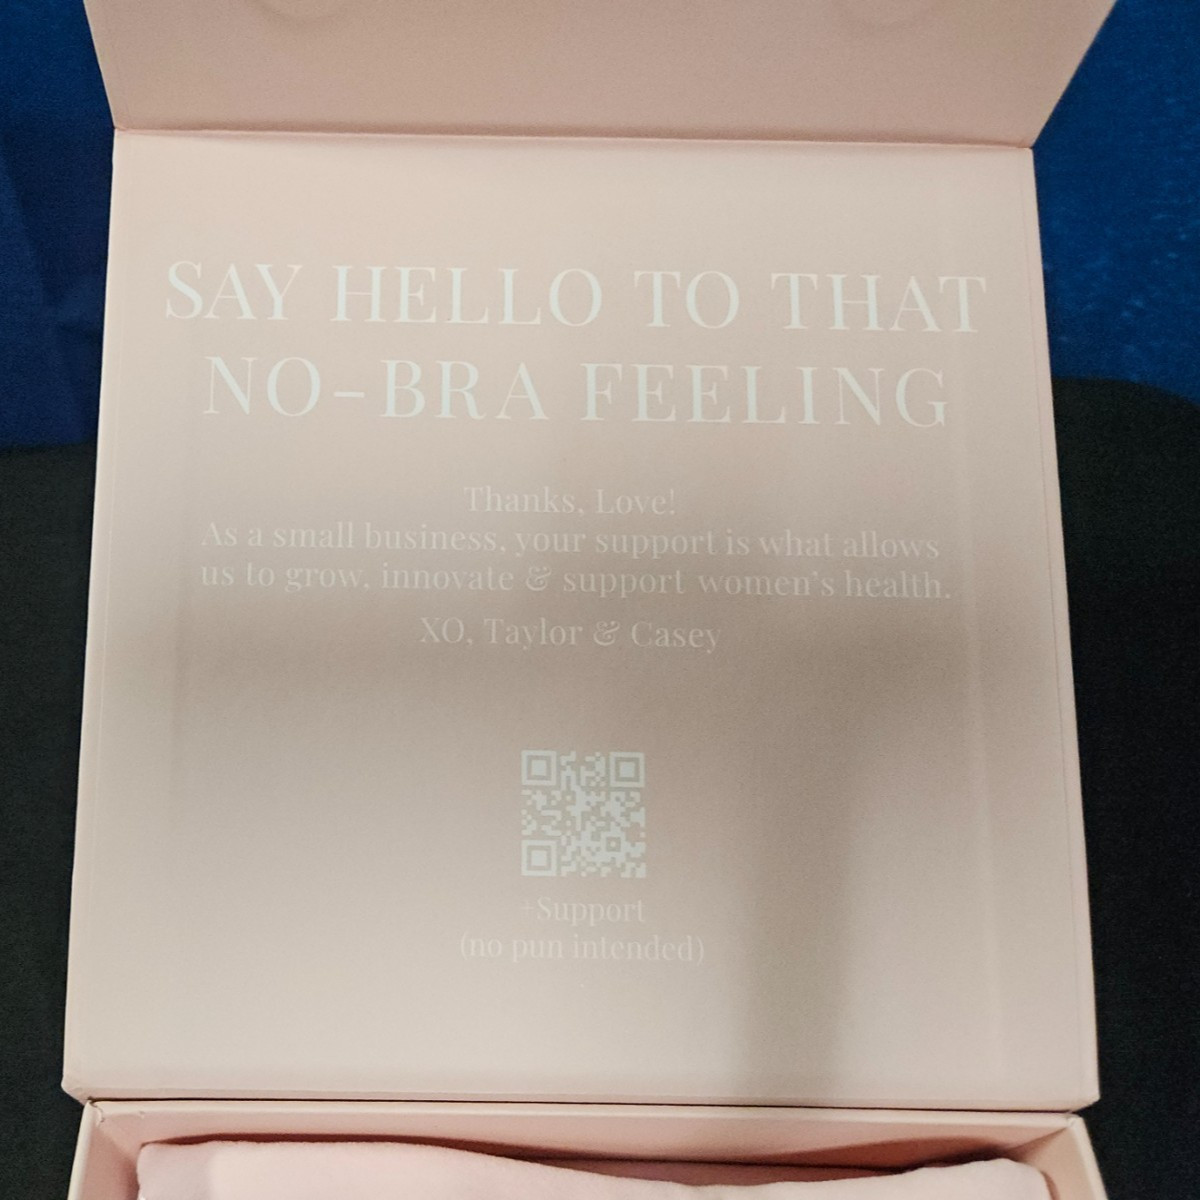 SAY HELLO TO THAT
NO-BRA FEELING
Thanks, Love!
As a small business, your support is what allows
us to grow, innovate & support women's health.
XO, Taylor & Casey
+Support
(no pun intended)